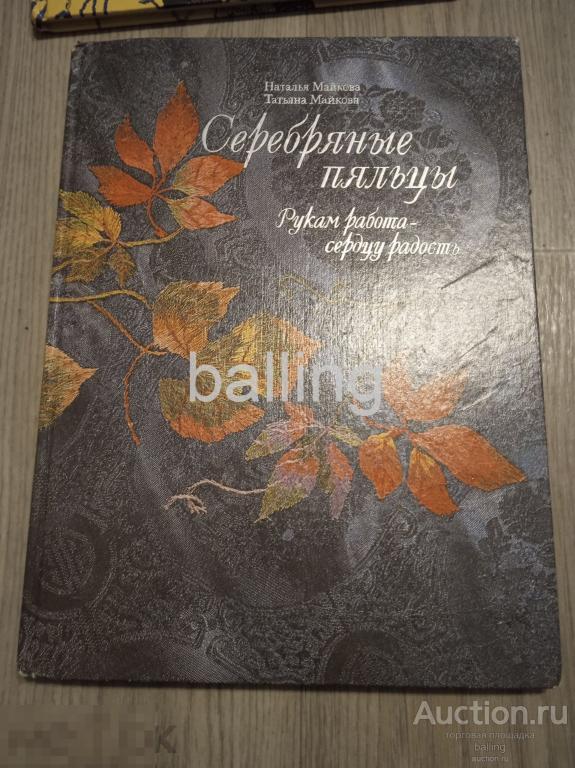 Наталья Майкова
Татьяна Майкова
Серебряные
пяльцы
Рукам работа-
сердцу радость
balling
Auction.ru
торговая площадка
balling
auction.ru